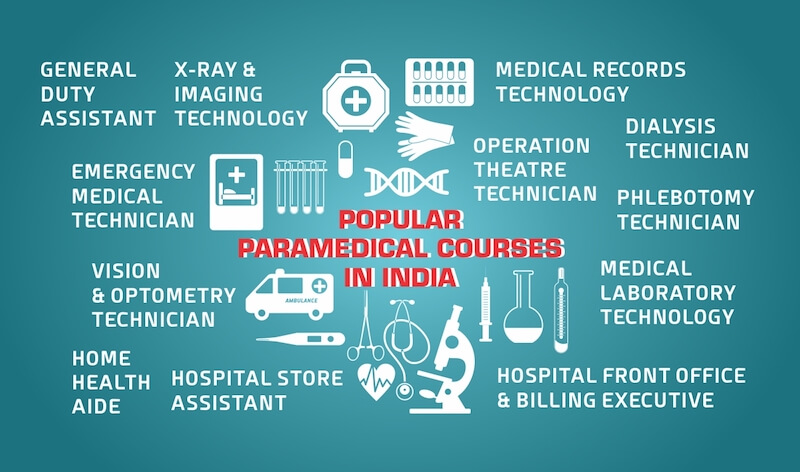 GENERAL
DUTY
ASSISTANT
X-RAY &
IMAGING
TECHNOLOGY
MEDICAL RECORDS
TECHNOLOGY
DIALYSIS
TECHNICIAN
OPERATION
THEATRE
TECHNICIAN
EMERGENCY
MEDICAL
TECHNICIAN
PHLEBOTOMY
TECHNICIAN
POPULAR
PARAMEDICAL COURSES
IN INDIA
VISION
& OPTOMETRY
TECHNICIAN
AMBULANCE
MEDICAL
LABORATORY
TECHNOLOGY
HOME
HEALTH
AIDE
HOSPITAL STORE
ASSISTANT
HOSPITAL FRONT OFFICE
& BILLING EXECUTIVE